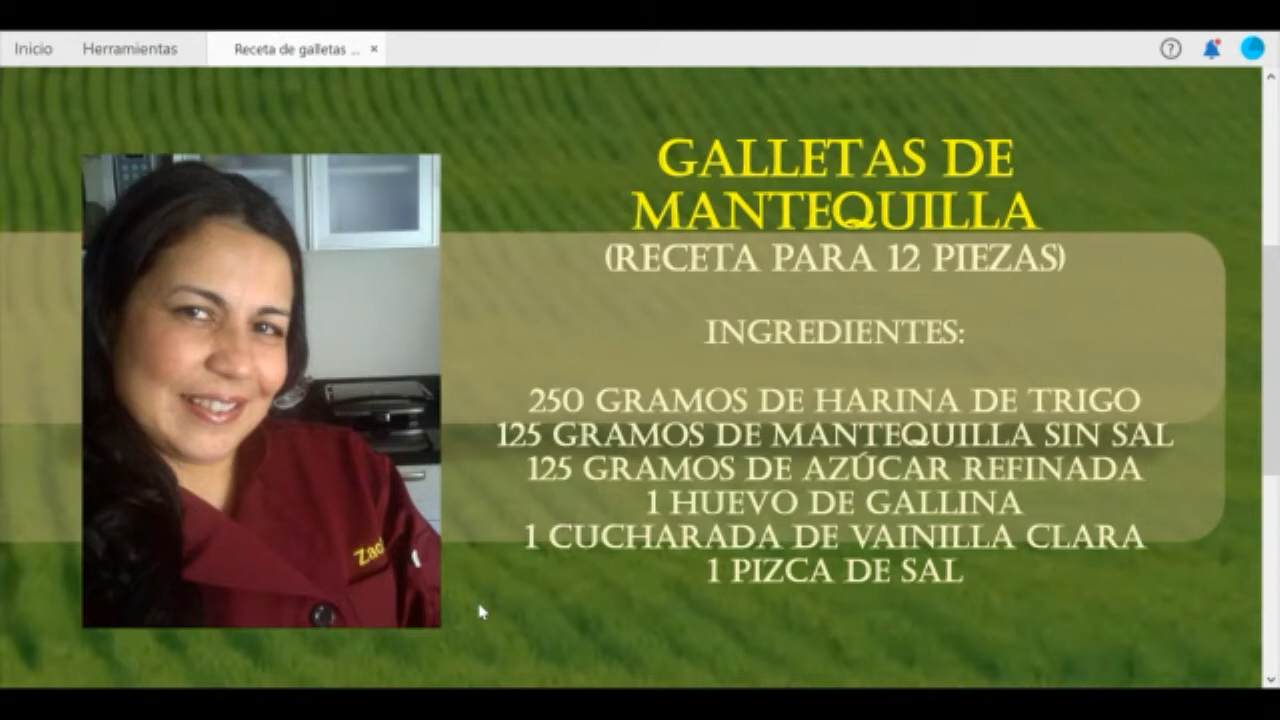 Inicio Herramientas Receta de galletas ... ×
GALLETAS DE
MANTEQUILLA
(RECETA PARA 12 PIEZAS)
INGREDIENTES:
250 GRAMOS DE HARINA DE TRIGO
125 GRAMOS DE MANTEQUILLA SIN SAL
125 GRAMOS DE AZÚCAR REFINADA
1 HUEVO DE GALLINA
1 CUCHARADA DE VAINILLA CLARA
1 PIZCA DE SAL